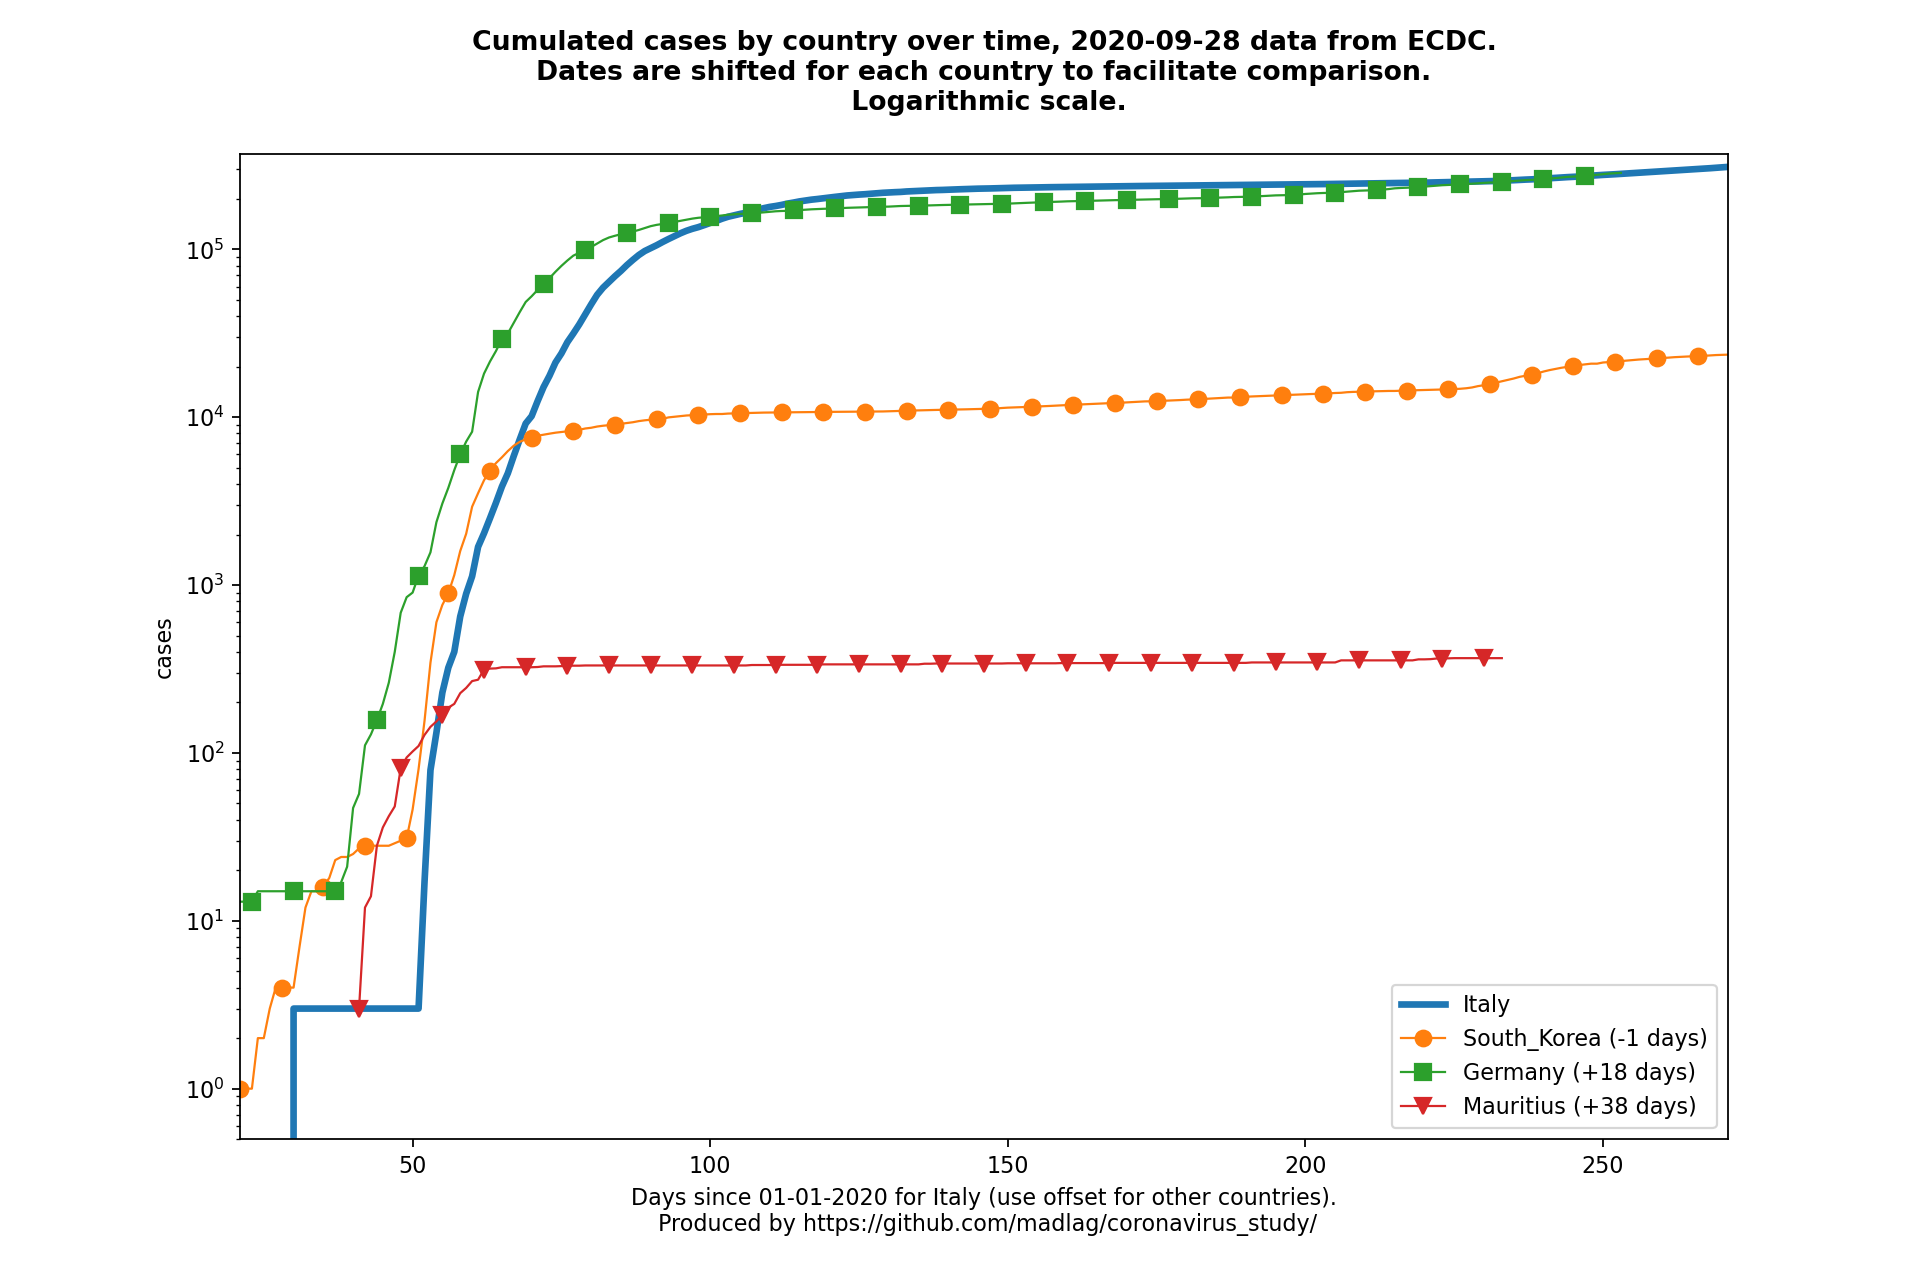 Cumulated cases by country over time, 2020-09-28 data from ECDC.
Dates are shifted for each country to facilitate comparison.
Logarithmic scale.
10^5
10^4
10^3
10^2
10^1
10^0
cases
Italy
South_Korea (-1 days)
Germany (+18 days)
Mauritius (+38 days)
50 100 150 200 250
Days since 01-01-2020 for Italy (use offset for other countries).
Produced by https://github.com/madlag/coronavirus_study/